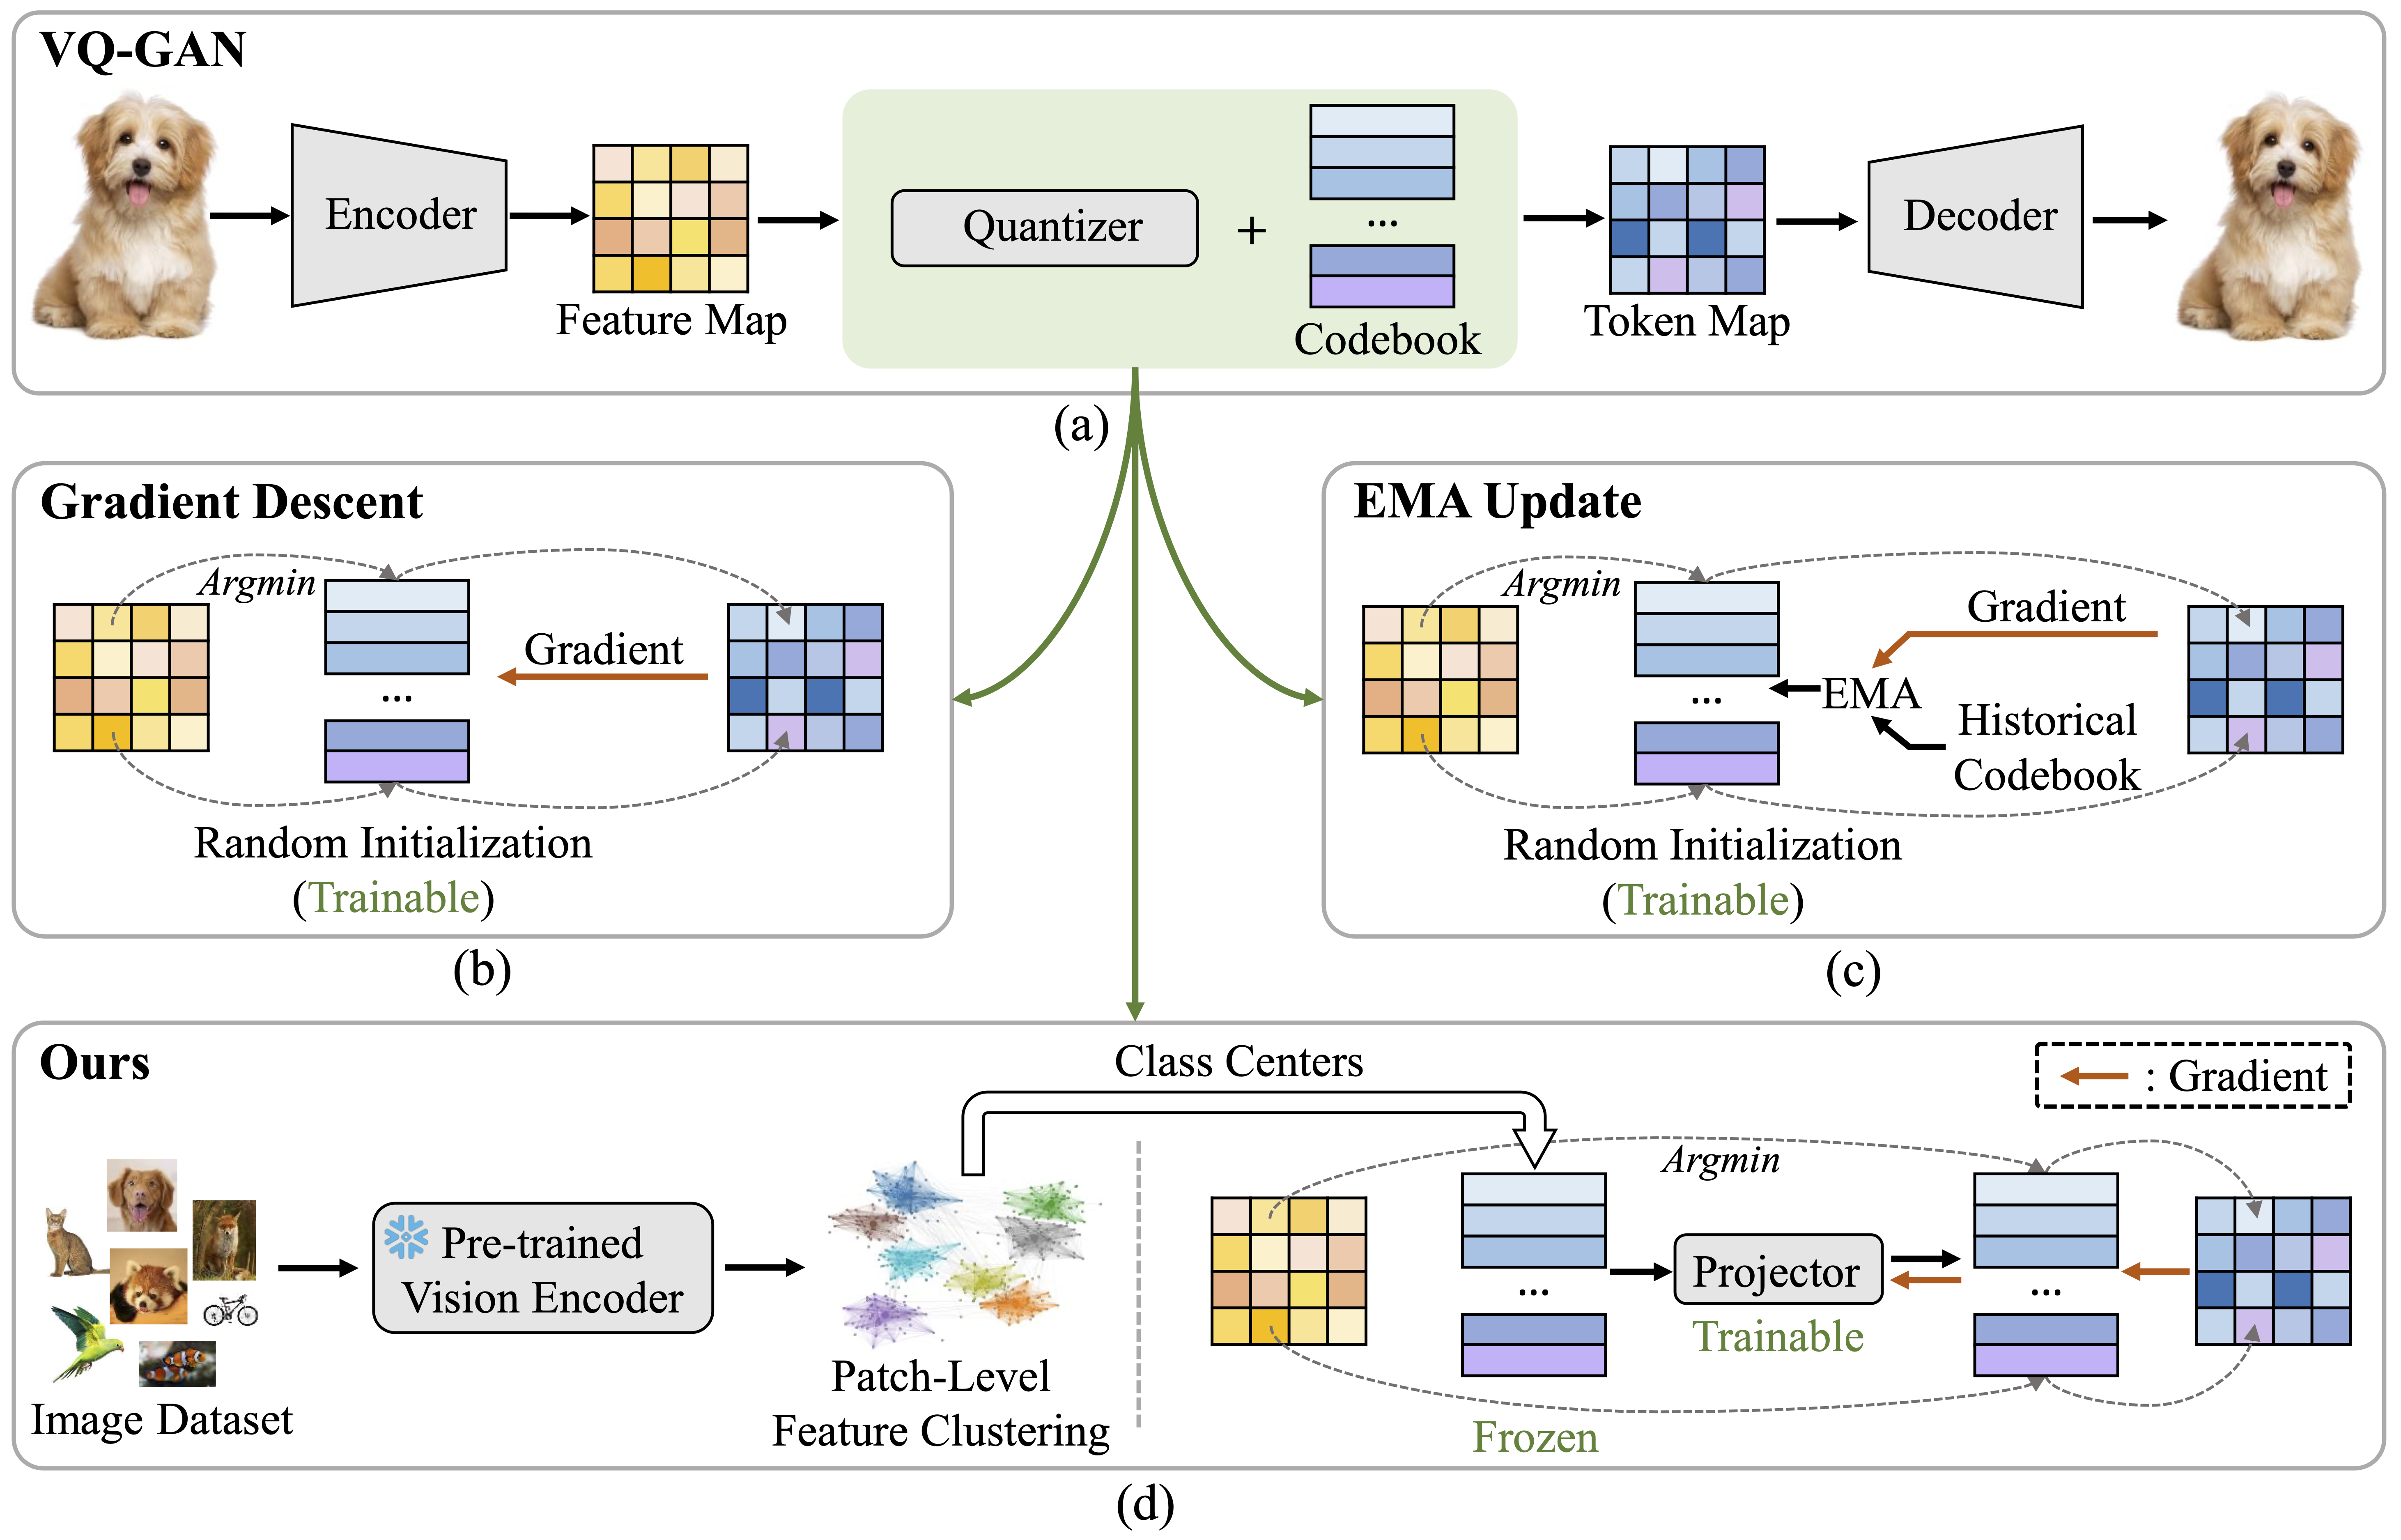 VQ-GAN
Encoder
Feature Map
Quantizer
+
...
Codebook
Token Map
Decoder
(a)
Gradient Descent
Argmin
Gradient
...
Random Initialization
(Trainable)
(b)
EMA Update
Argmin
Gradient
...
EMA
Historical
Codebook
Random Initialization
(Trainable)
(c)
Ours
Class Centers
: Gradient
Image Dataset
Pre-trained
Vision Encoder
Patch-Level
Feature Clustering
Argmin
...
Projector
Trainable
...
Frozen
(d)